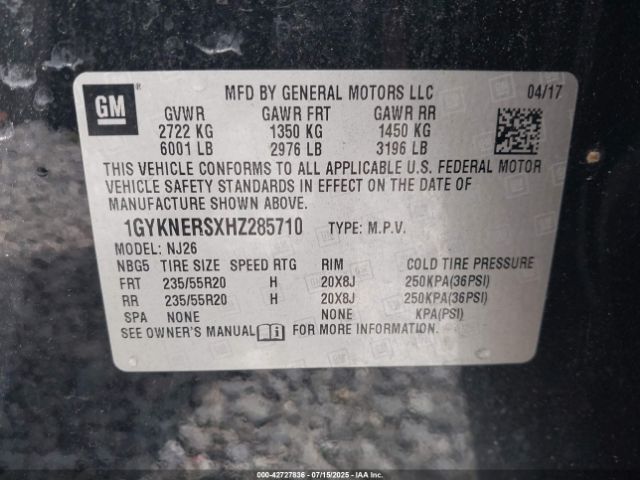 GM
MFD BY GENERAL MOTORS LLC 04/17
GVWR GAWR FRT GAWR RR
2722 KG 1350 KG 1450 KG
6001 LB 2976 LB 3196 LB
THIS VEHICLE CONFORMS TO ALL APPLICABLE U.S. FEDERAL MOTOR
VEHICLE SAFETY STANDARDS IN EFFECT ON THE DATE OF
MANUFACTURE SHOWN ABOVE.
1GYKNERSXHZ285710 TYPE: M.P.V.
MODEL: NJ26
NBG5 TIRE SIZE SPEED RTG RIM COLD TIRE PRESSURE
FRT 235/55R20 H 20X8J 250KPA(36PSI)
RR 235/55R20 H 20X8J 250KPA(36PSI)
SPA NONE NONE KPA(PSI)
SEE OWNER'S MANUAL FOR MORE INFORMATION.
000-42727836 - 07/15/2025 - IAAI.COM